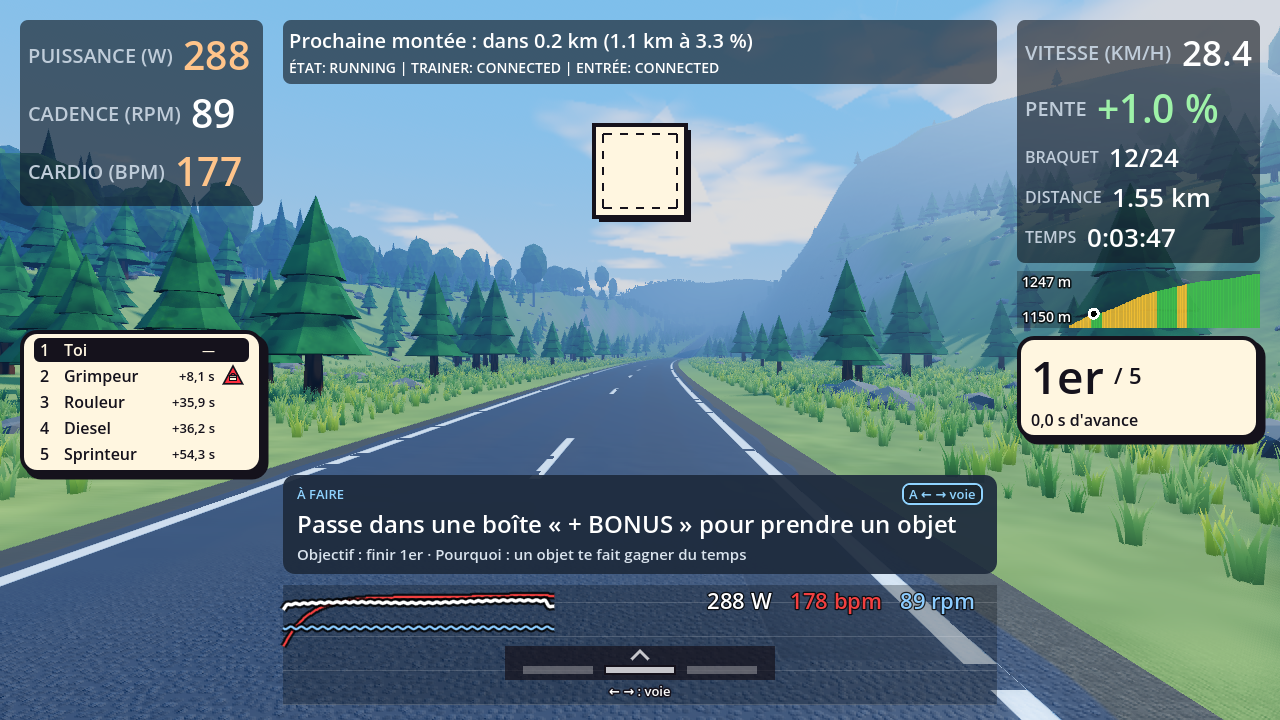 PUISSANCE (W) 288
CADENCE (RPM) 89
CARDIO (BPM) 177
Prochaine montée : dans 0.2 km (1.1 km à 3.3 %)
ÉTAT: RUNNING | TRAINER: CONNECTED | ENTRÉE: CONNECTED
VITESSE (KM/H) 28.4
PENTE +1.0 %
BRAQUET 12/24
DISTANCE 1.55 km
TEMPS 0:03:47
1247 m
1150 m
1 Toi —
2 Grimpeur +8,1 s
3 Rouleur +35,9 s
4 Diesel +36,2 s
5 Sprinteur +54,3 s
1er / 5
0,0 s d'avance
À FAIRE
A ← → voie
Passe dans une boîte « + BONUS » pour prendre un objet
Objectif : finir 1er · Pourquoi : un objet te fait gagner du temps
288 W 178 bpm 89 rpm
← → : voie